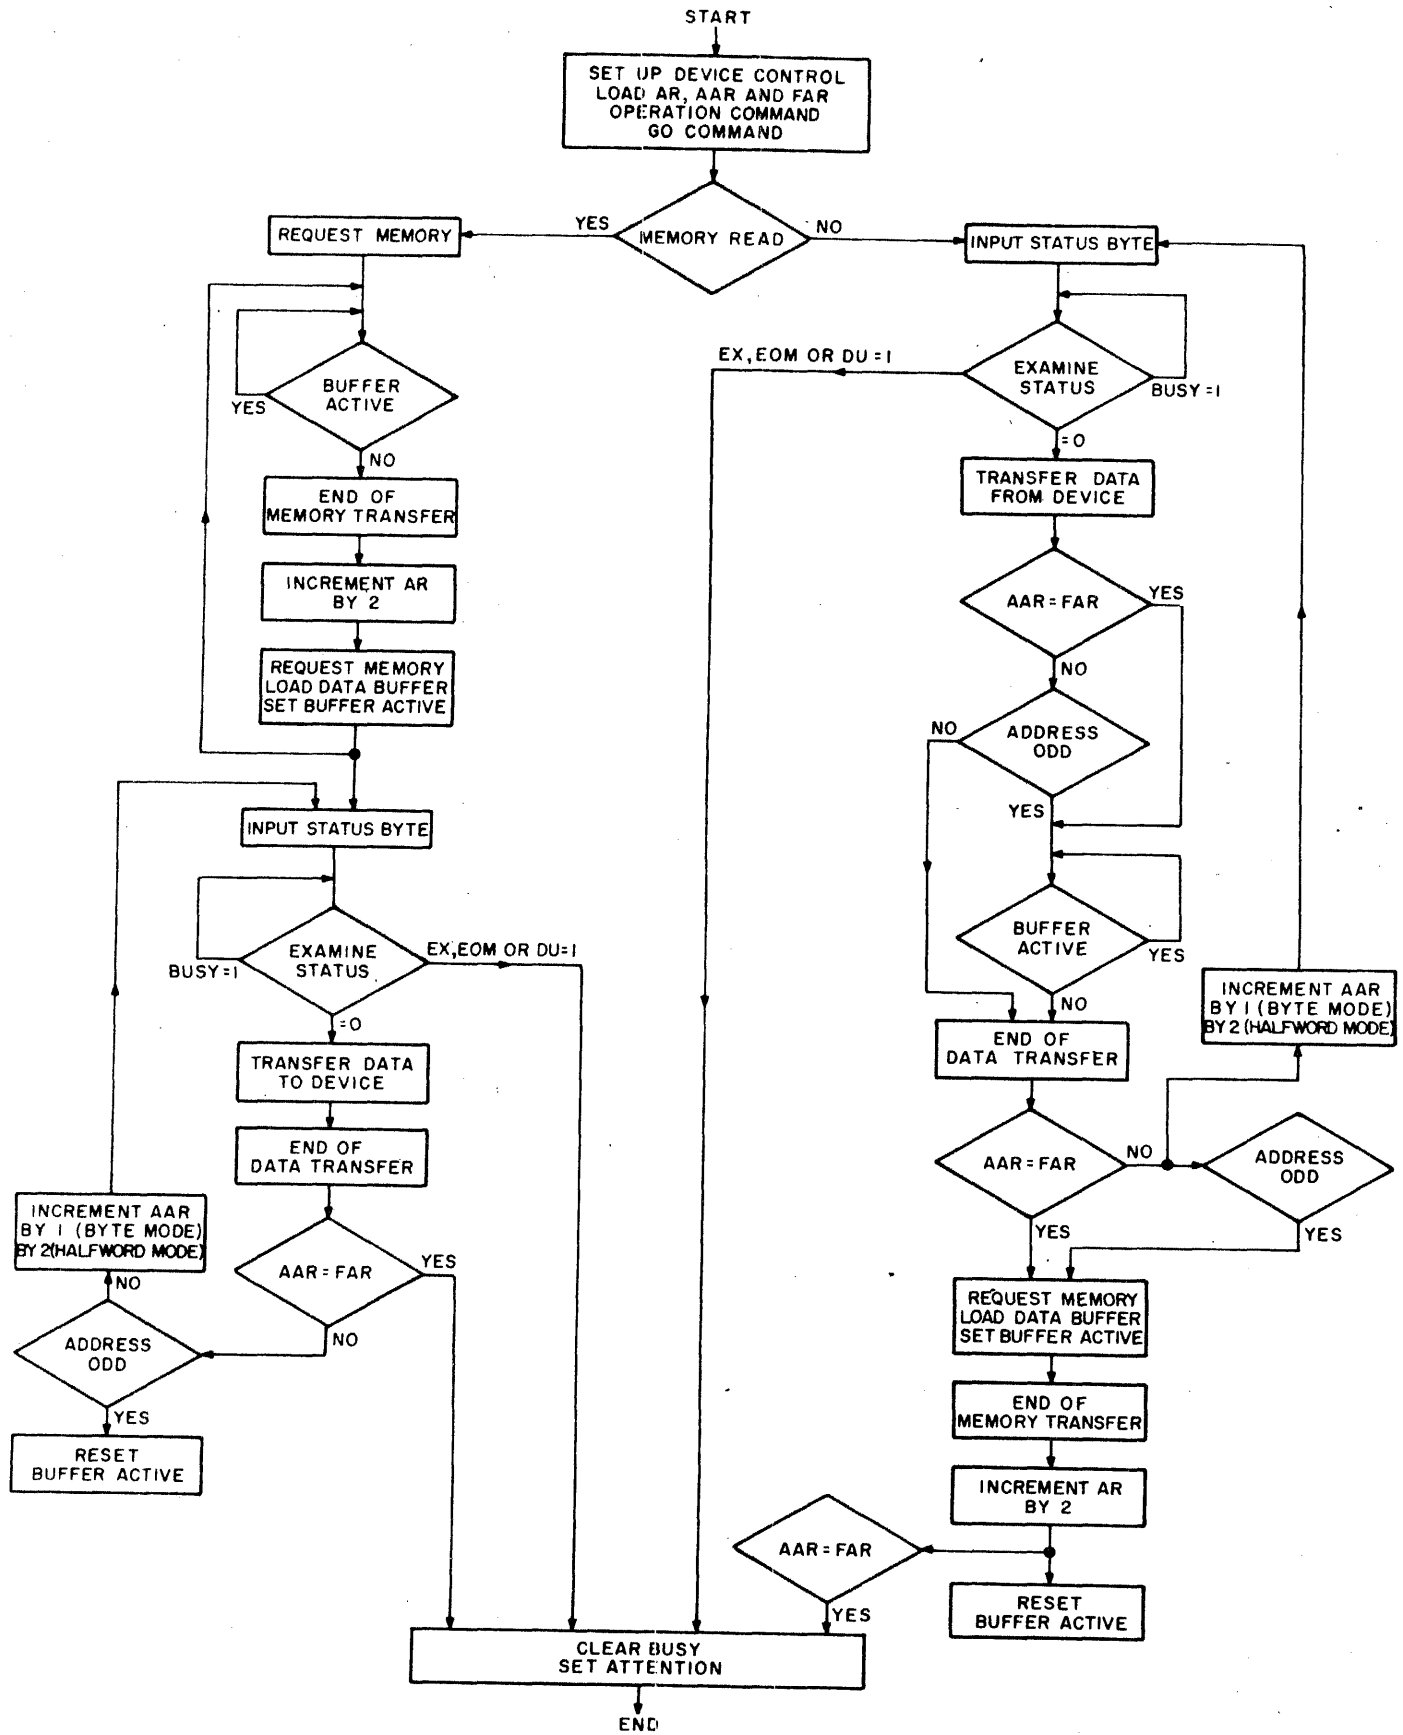 START
SET UP DEVICE CONTROL
LOAD AR, AAR AND FAR
OPERATION COMMAND
GO COMMAND
MEMORY READ
YES
NO
REQUEST MEMORY
BUFFER
ACTIVE
YES
NO
END OF
MEMORY TRANSFER
INCREMENT AR
BY 2
REQUEST MEMORY
LOAD DATA BUFFER
SET BUFFER ACTIVE
INPUT STATUS BYTE
EXAMINE
STATUS
BUSY=1
EX,EOM OR DU=1
=0
TRANSFER DATA
TO DEVICE
END OF
DATA TRANSFER
AAR=FAR
YES
NO
ADDRESS
ODD
NO
INCREMENT AAR
BY 1 (BYTE MODE)
BY 2(HALFWORD MODE)
YES
RESET
BUFFER ACTIVE
INPUT STATUS BYTE
EXAMINE
STATUS
EX,EOM OR DU=1
BUSY=1
=0
TRANSFER DATA
FROM DEVICE
AAR=FAR
YES
NO
ADDRESS
ODD
NO
YES
BUFFER
ACTIVE
YES
NO
END OF
DATA TRANSFER
AAR=FAR
NO
INCREMENT AAR
BY 1 (BYTE MODE)
BY 2 (HALFWORD MODE)
ADDRESS
ODD
YES
YES
REQUEST MEMORY
LOAD DATA BUFFER
SET BUFFER ACTIVE
END OF
MEMORY TRANSFER
INCREMENT AR
BY 2
AAR=FAR
YES
RESET
BUFFER ACTIVE
CLEAR BUSY
SET ATTENTION
END